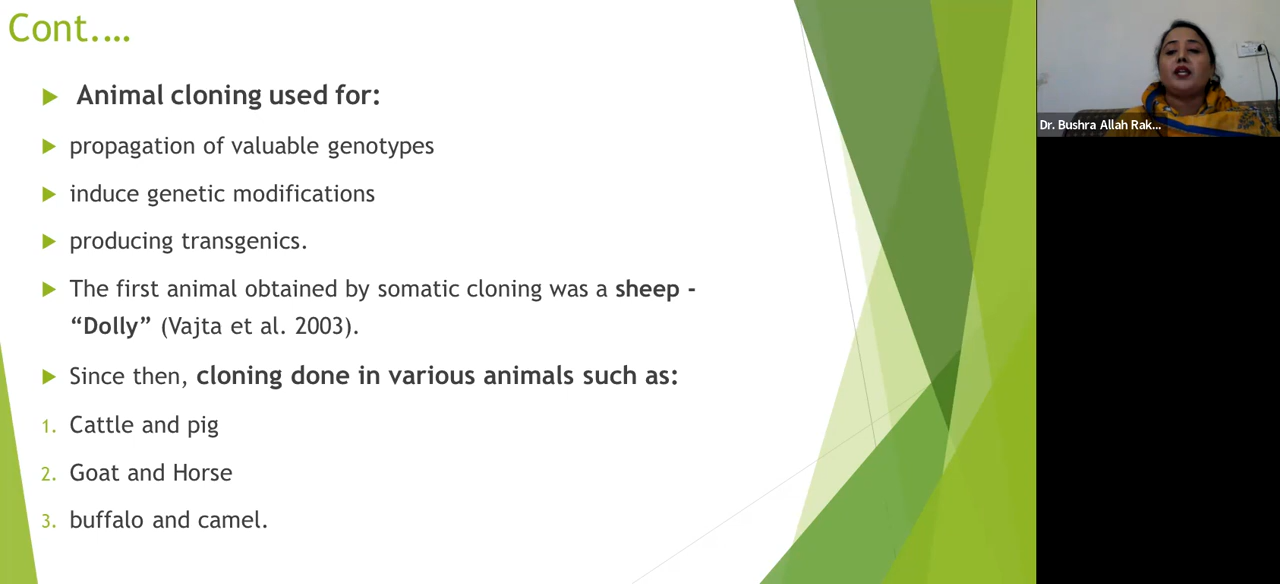 Cont.…
Animal cloning used for:
propagation of valuable genotypes
induce genetic modifications
producing transgenics.
The first animal obtained by somatic cloning was a sheep -
“Dolly” (Vajta et al. 2003).
Since then, cloning done in various animals such as:
1. Cattle and pig
2. Goat and Horse
3. buffalo and camel.
Dr. Bushra Allah Rak...